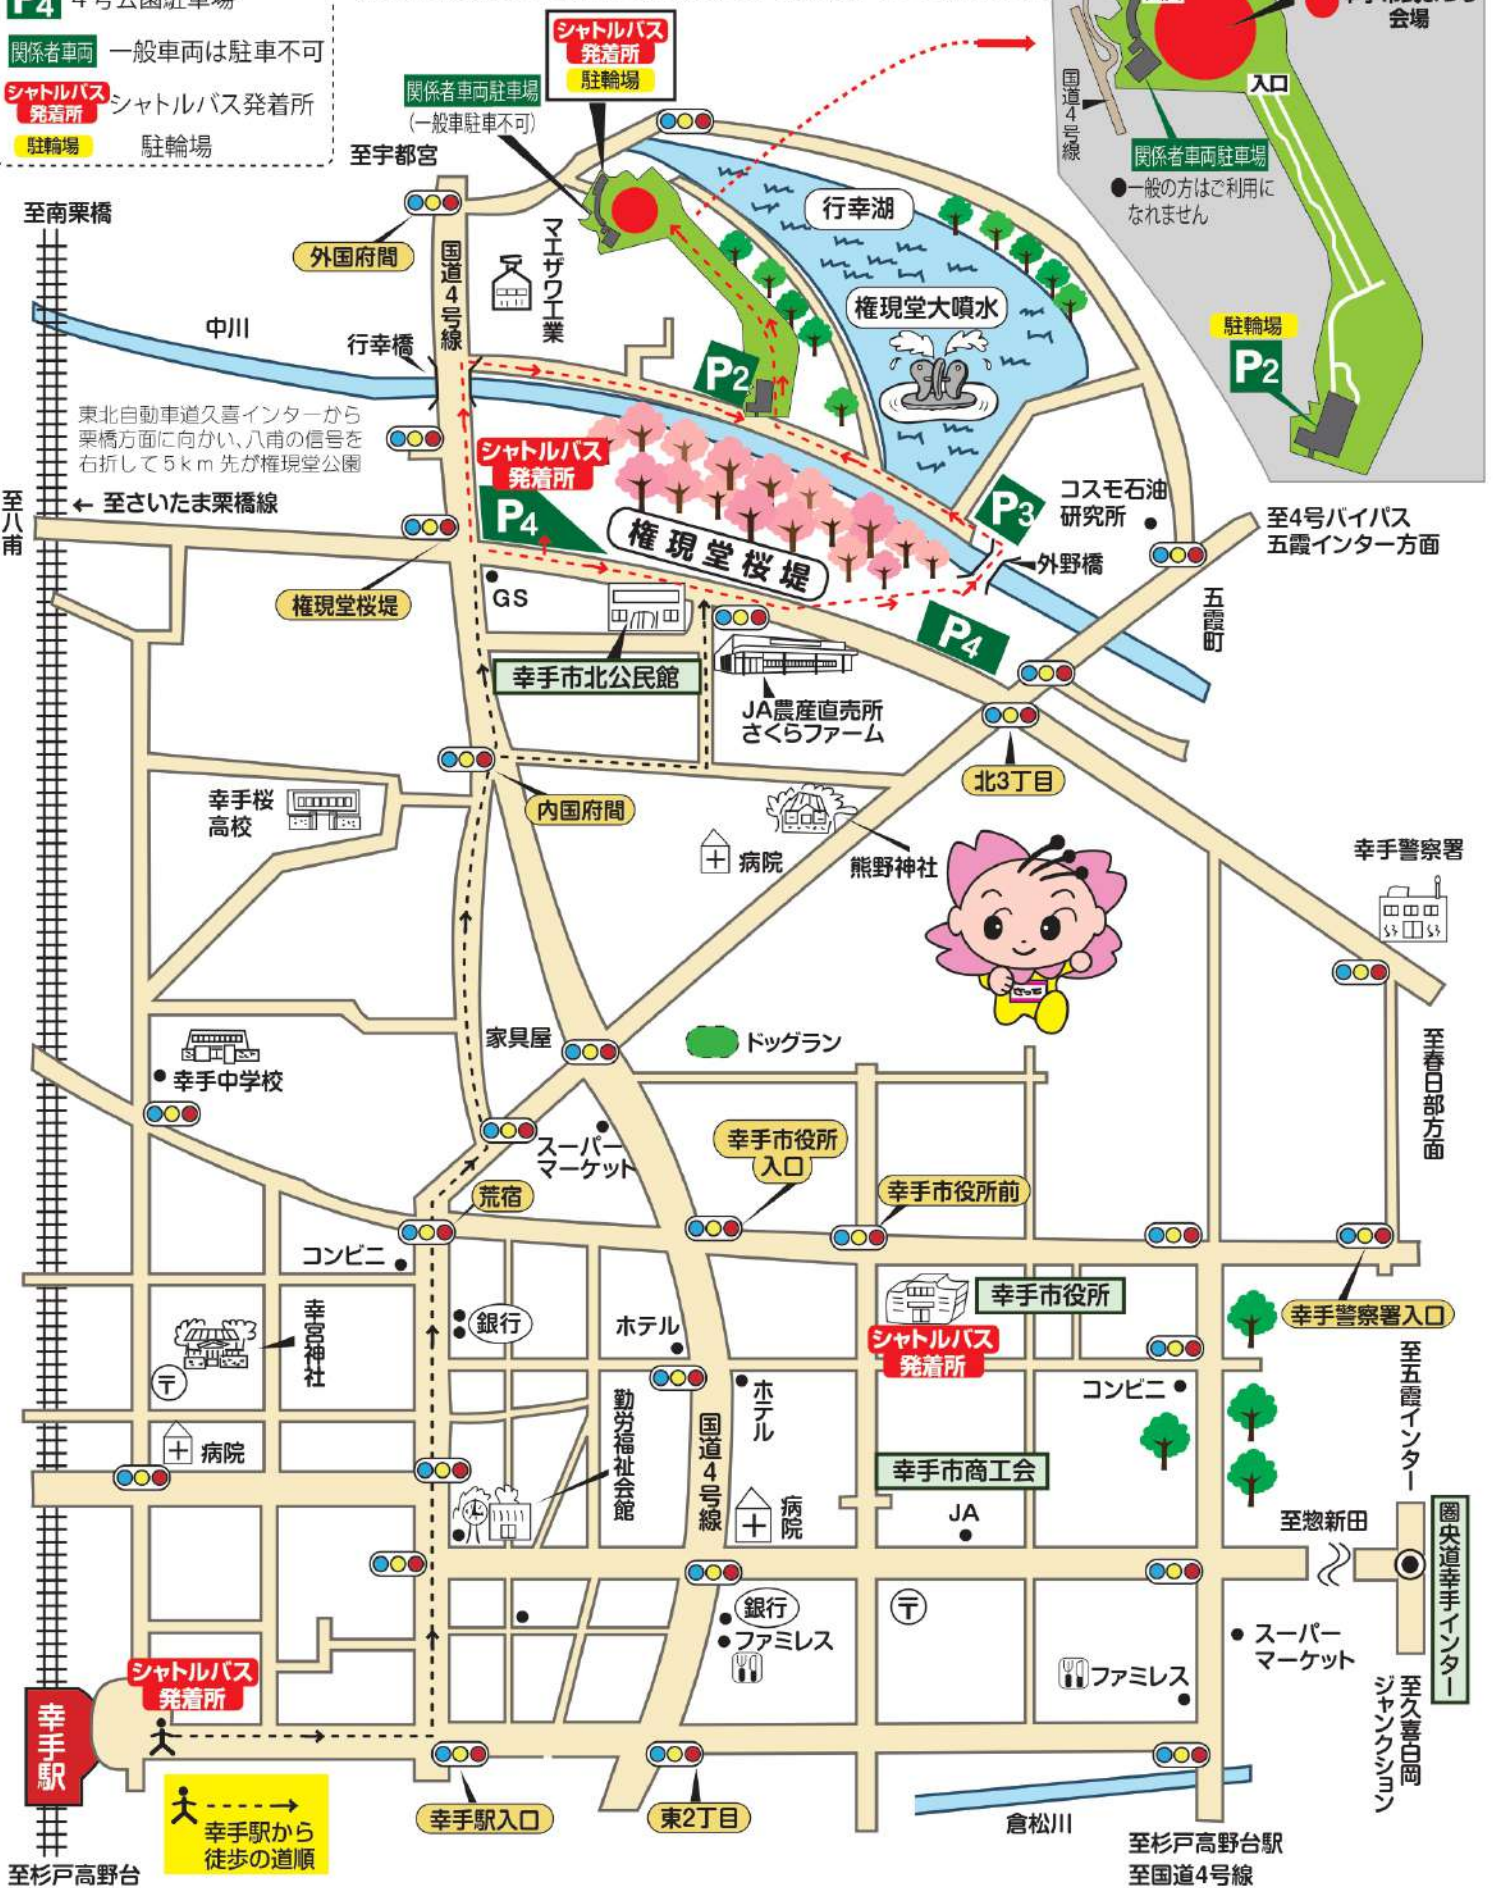 P4 4号公園駐車場
関係者車両 一般車両は駐車不可
シャトルバス
発着所
シャトルバス発着所
駐輪場 駐輪場
シャトルバス
発着所
駐輪場
関係者車両駐車場
(一般車駐車不可)
会場
入口
国道4号線
関係者車両駐車場
●一般の方はご利用に
なれません
駐輪場
P2
至宇都宮
至南栗橋
外国府間
国道4号線
マエザワ工業
行幸湖
権現堂大噴水
中川
行幸橋
P2
東北自動車道久喜インターから
栗橋方面に向かい、八甫の信号を
右折して5km先が権現堂公園
シャトルバス
発着所
P4
権現堂桜堤
P3
コスモ石油
研究所
至4号バイパス
五霞インター方面
至八甫
← 至さいたま栗橋線
外野橋
権現堂桜堤
GS
五霞町
P4
幸手市北公民館
JA農産直売所
さくらファーム
北3丁目
幸手桜
高校
内国府間
病院
熊野神社
幸手警察署
さっち
家具屋
ドッグラン
幸手中学校
至春日部方面
スーパー
マーケット
幸手市役所
入口
荒宿
幸手市役所前
コンビニ
幸宮神社
銀行
ホテル
幸手市役所
シャトルバス
発着所
幸手警察署入口
〒
コンビニ
至五霞インター
ホテル
勤労福祉会館
国道4号線
病院
幸手市商工会
病院
JA
至惣新田
圏央道幸手インター
銀行
ファミレス
〒
スーパー
マーケット
ファミレス
シャトルバス
発着所
幸手駅
至久喜白岡
ジャンクション
幸手駅から
徒歩の道順
幸手駅入口
東2丁目
倉松川
至杉戸高野台
至杉戸高野台駅
至国道4号線